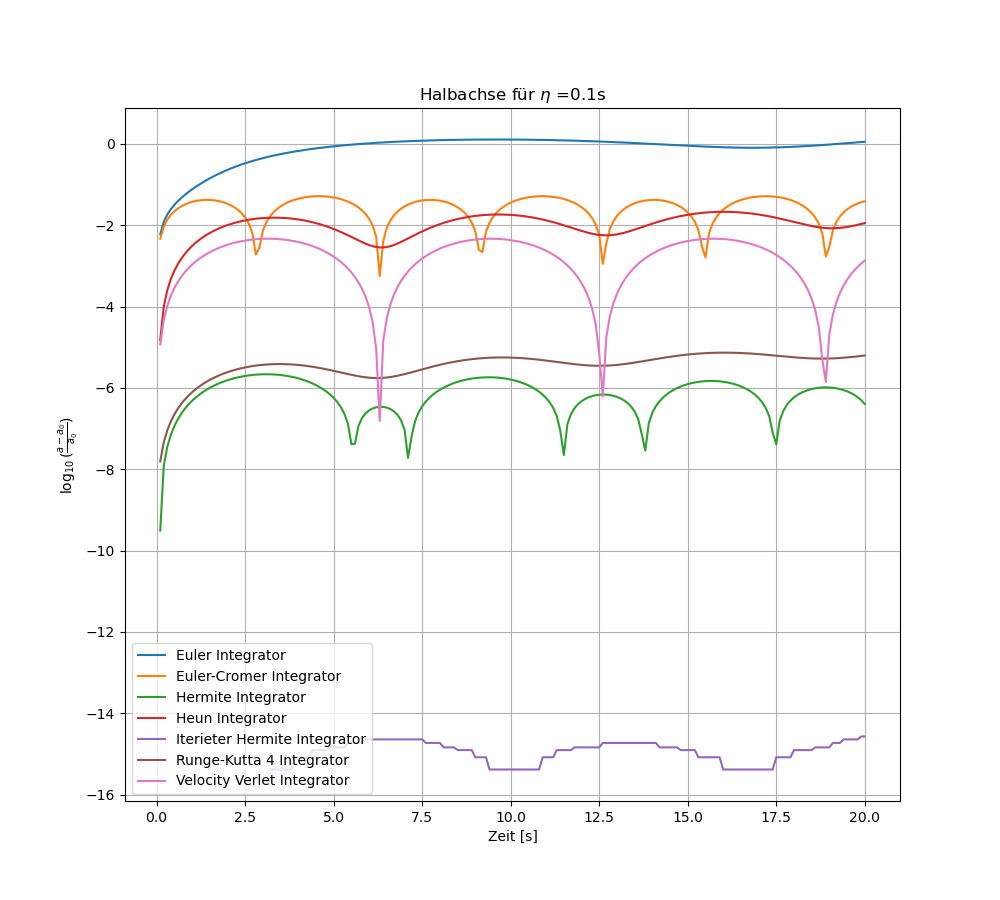 Halbachse für η =0.1s
0
−2
−4
−6
−8
−10
−12
−14
−16
log₁₀ (a − a₀ / a₀)
Euler Integrator
Euler-Cromer Integrator
Hermite Integrator
Heun Integrator
Iterieter Hermite Integrator
Runge-Kutta 4 Integrator
Velocity Verlet Integrator
0.0 2.5 5.0 7.5 10.0 12.5 15.0 17.5 20.0
Zeit [s]